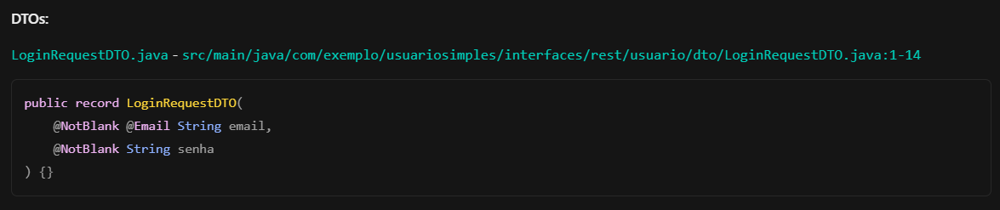 DTOs:
LoginRequestDTO.java - src/main/java/com/exemplo/usuariosimples/interfaces/rest/usuario/dto/LoginRequestDTO.java:1-14
public record LoginRequestDTO(
    @NotBlank @Email String email,
    @NotBlank String senha
) {}